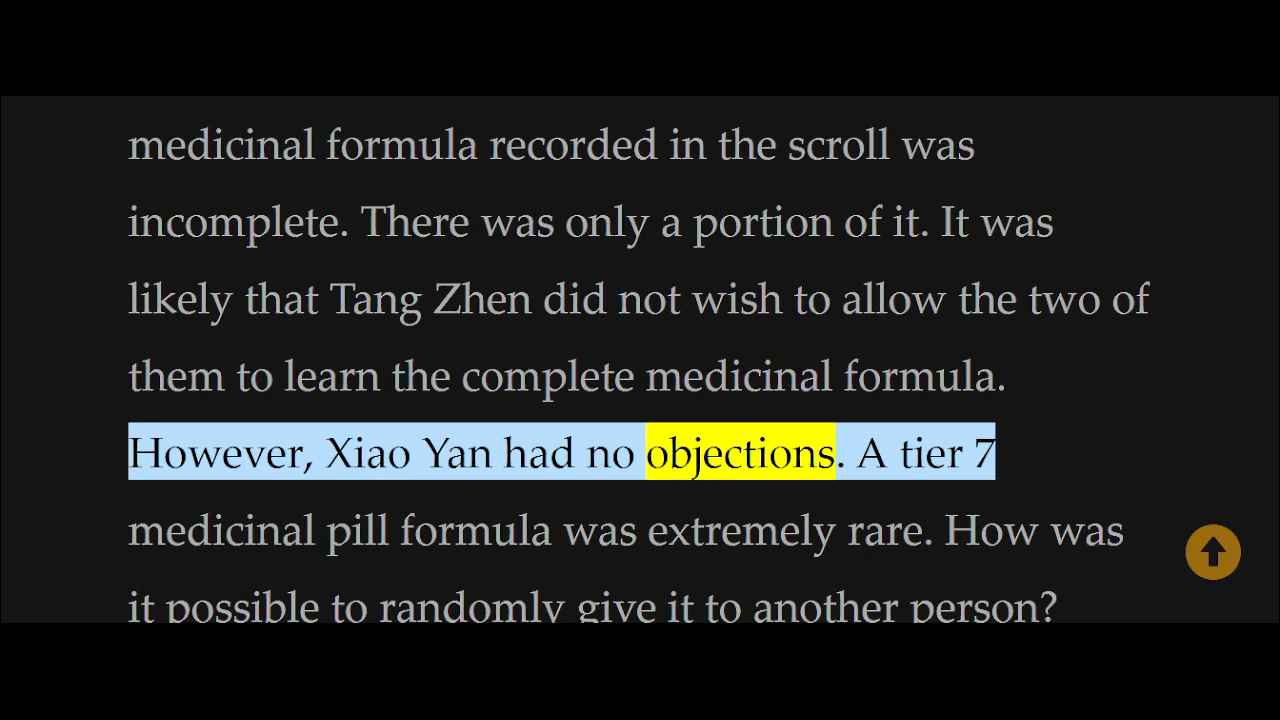 medicinal formula recorded in the scroll was
incomplete. There was only a portion of it. It was
likely that Tang Zhen did not wish to allow the two of
them to learn the complete medicinal formula.
However, Xiao Yan had no objections. A tier 7
medicinal pill formula was extremely rare. How was
it possible to randomly give it to another person?